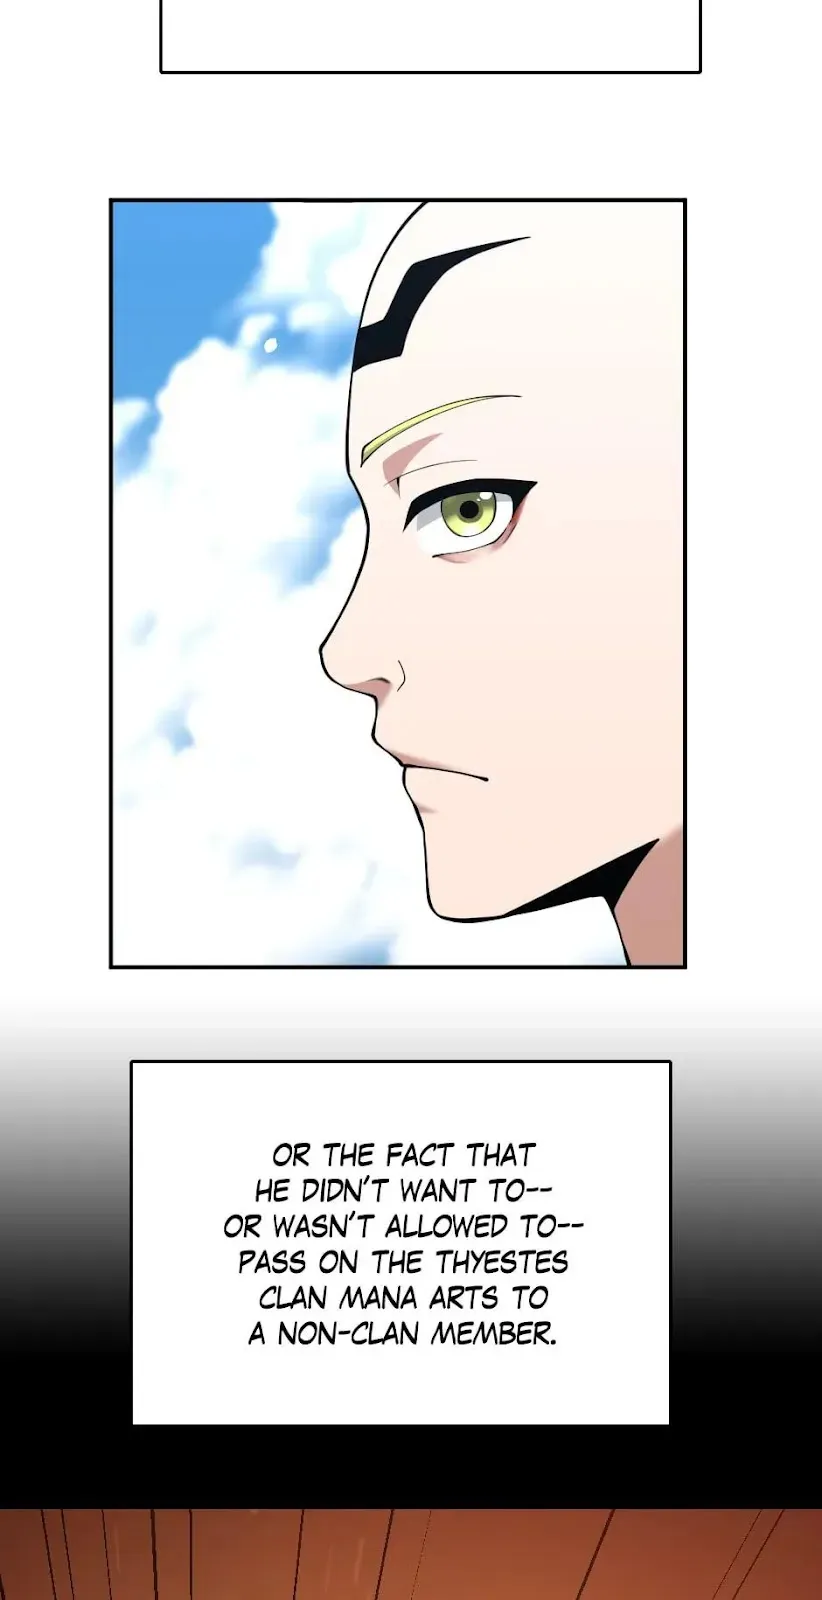 OR THE FACT THAT
HE DIDN'T WANT TO--
OR WASN'T ALLOWED TO--
PASS ON THE THYESTES
CLAN MANA ARTS TO
A NON-CLAN MEMBER.